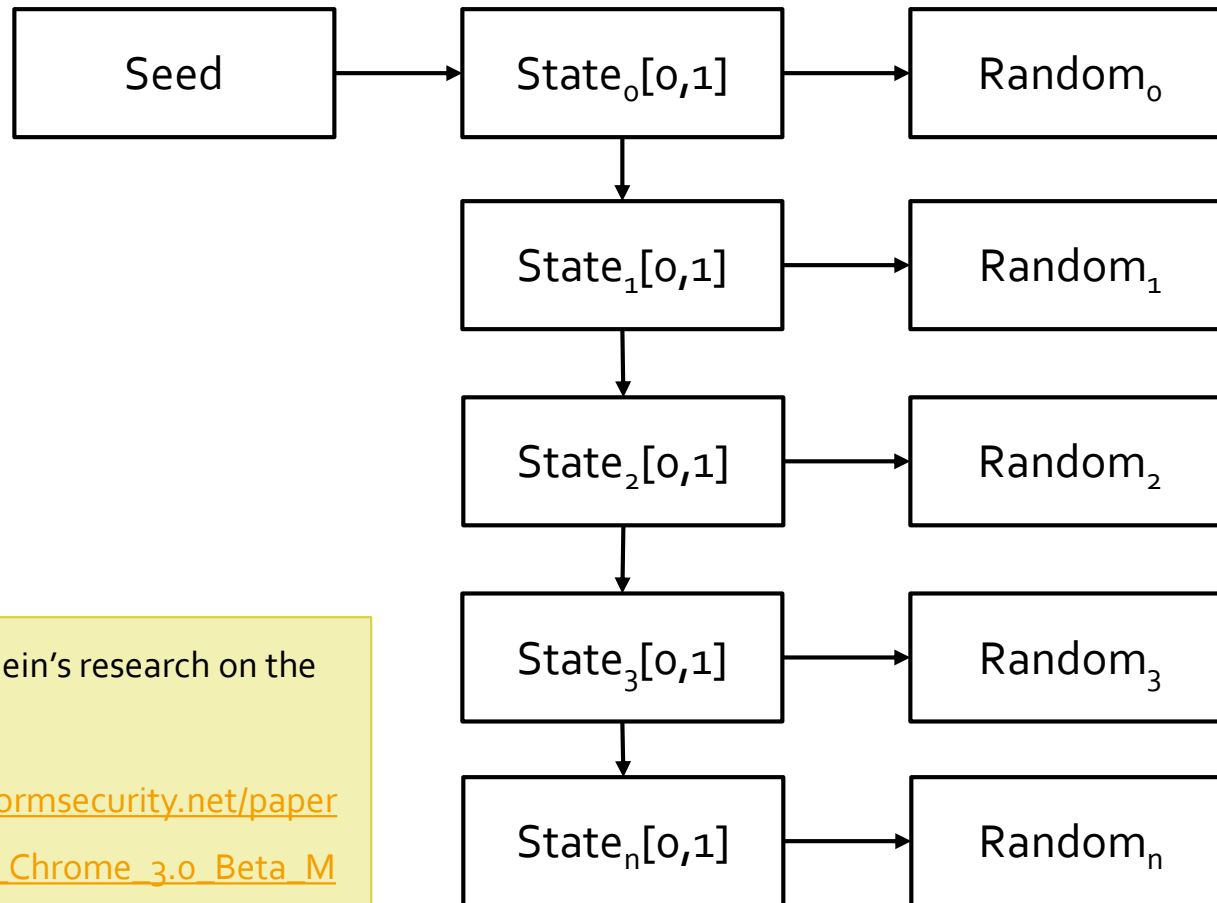 Seed
State₀[0,1]
Random₀
State₁[0,1]
Random₁
State₂[0,1]
Random₂
State₃[0,1]
Random₃
Stateₙ[0,1]
Randomₙ
ein's research on the
ormsecurity.net/paper
_Chrome_3.0_Beta_M